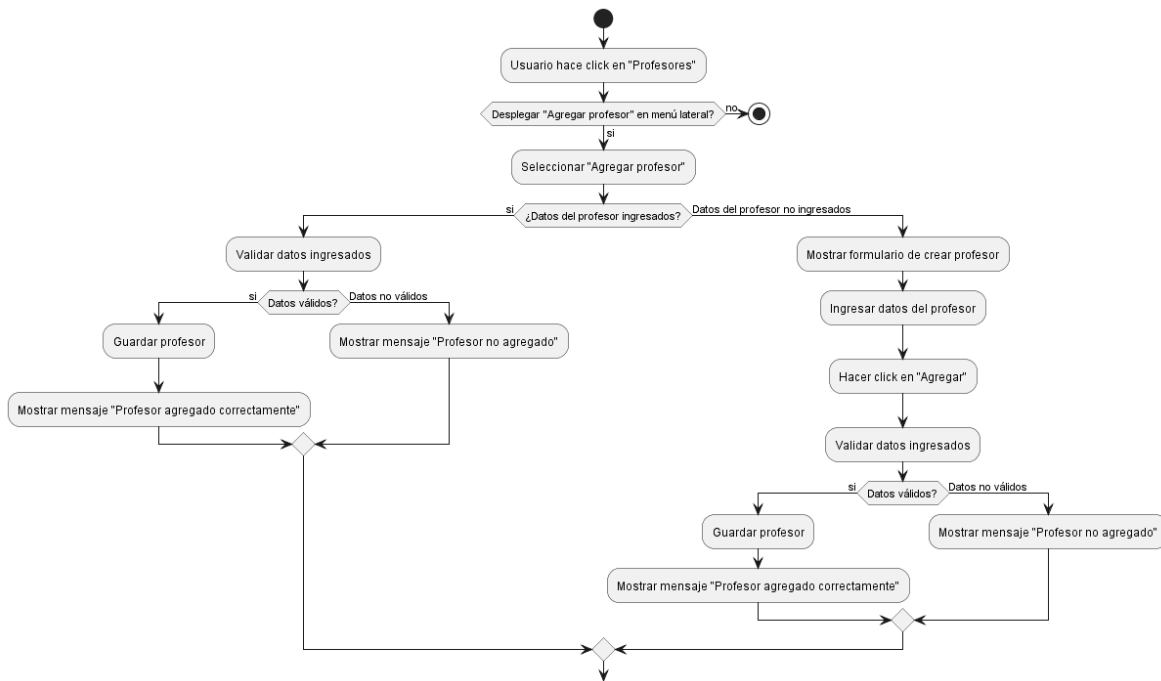 Usuario hace click en "Profesores"
Desplegar "Agregar profesor" en menú lateral?
no
si
Seleccionar "Agregar profesor"
si
¿Datos del profesor ingresados?
Datos del profesor no ingresados
Validar datos ingresados
si
Datos válidos?
Datos no válidos
Guardar profesor
Mostrar mensaje "Profesor no agregado"
Mostrar mensaje "Profesor agregado correctamente"
Mostrar formulario de crear profesor
Ingresar datos del profesor
Hacer click en "Agregar"
Validar datos ingresados
si
Datos válidos?
Datos no válidos
Guardar profesor
Mostrar mensaje "Profesor no agregado"
Mostrar mensaje "Profesor agregado correctamente"